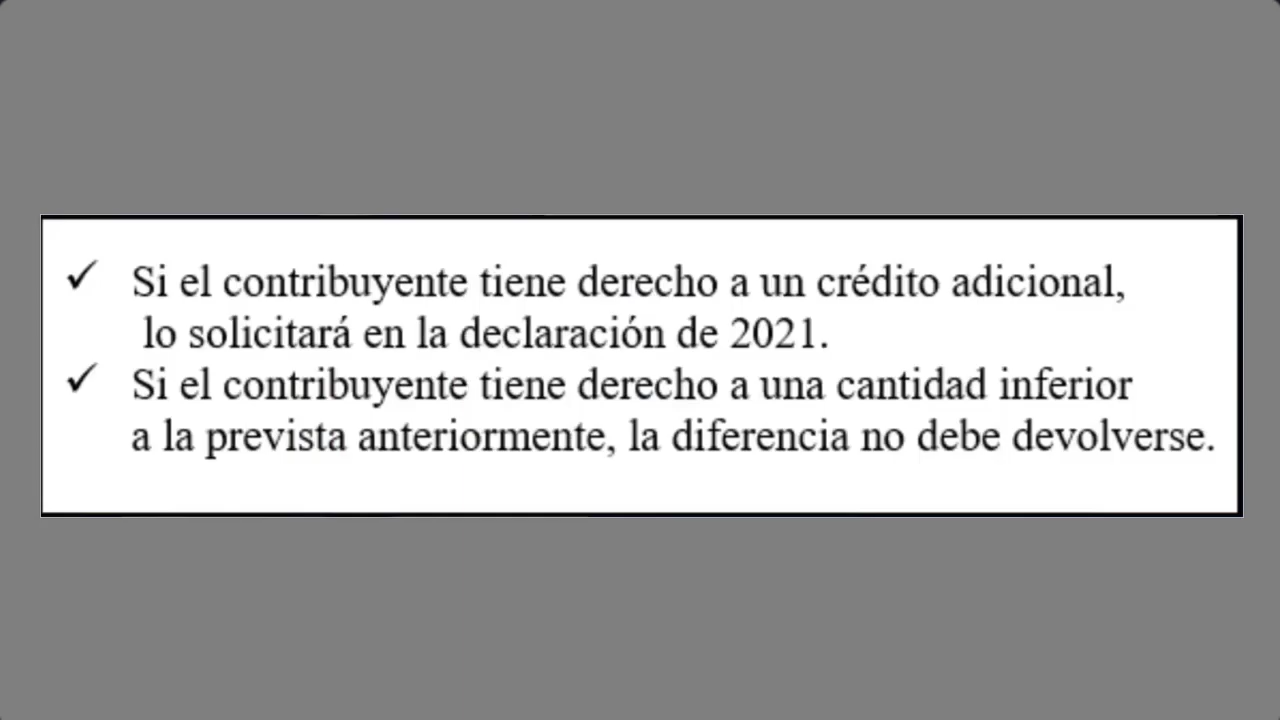 ✓ Si el contribuyente tiene derecho a un crédito adicional,
lo solicitará en la declaración de 2021.
✓ Si el contribuyente tiene derecho a una cantidad inferior
a la prevista anteriormente, la diferencia no debe devolverse.